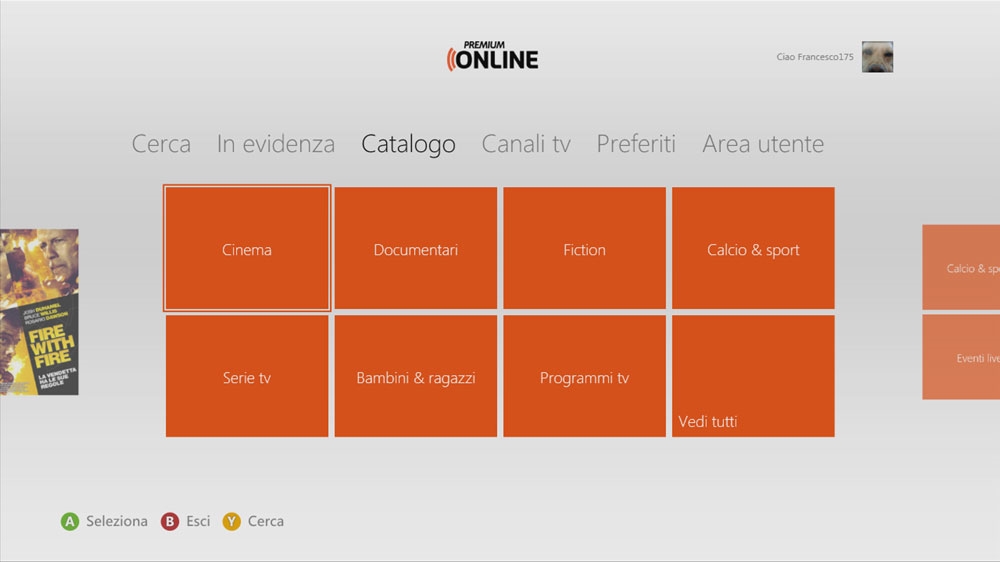 PREMIUM
ONLINE
Ciao Francesco175
Cerca In evidenza Catalogo Canali tv Preferiti Area utente
Cinema Documentari Fiction Calcio & sport
Serie tv Bambini & ragazzi Programmi tv Vedi tutti
JOSH DUHAMEL
BRUCE WILLIS
ROSARIO DAWSON
FIRE
WITH
FIRE
LA VENDETTA
HA LE SUE
REGOLE
Calcio & spo
Eventi live
A Seleziona B Esci Y Cerca